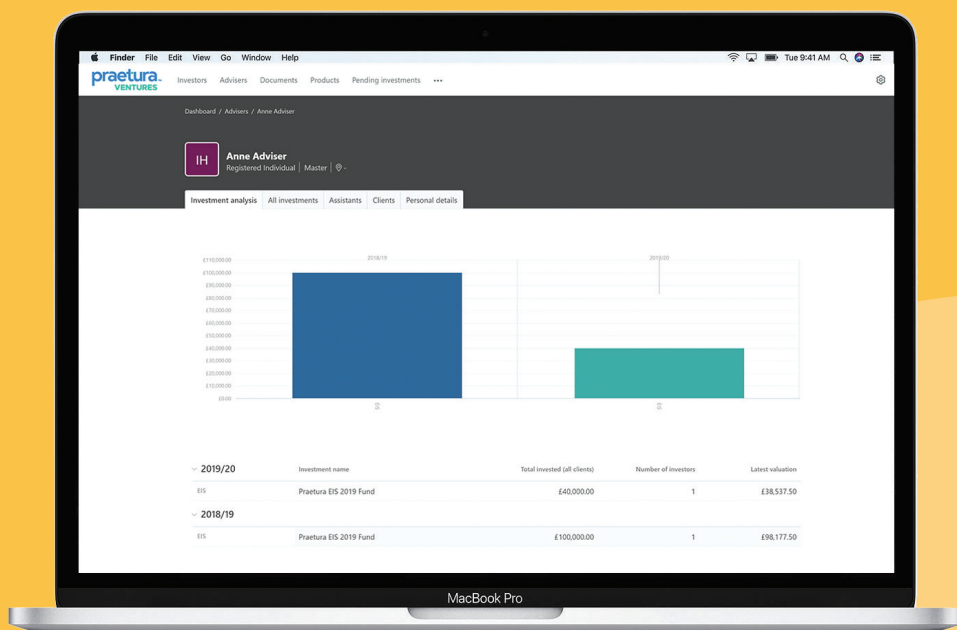 Finder File Edit View Go Window Help Tue 9:41 AM
praetura VENTURES
Investors Advisers Documents Products Pending investments •••
Dashboard / Advisers / Anne Adviser
IH
Anne Adviser
Registered Individual | Master | -
Investment analysis All investments Assistants Clients Personal details
2018/19 2019/20
£110,000.00
£100,000.00
£90,000.00
£80,000.00
£70,000.00
£60,000.00
£50,000.00
£40,000.00
£30,000.00
£20,000.00
£10,000.00
£0.00
EIS EIS
2019/20 Investment name Total invested (all clients) Number of investors Latest valuation
EIS Praetura EIS 2019 Fund £40,000.00 1 £38,537.50
2018/19
EIS Praetura EIS 2019 Fund £100,000.00 1 £98,177.50
MacBook Pro